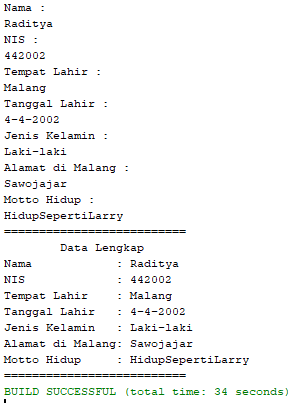 Nama :
Raditya
NIS :
442002
Tempat Lahir :
Malang
Tanggal Lahir :
4-4-2002
Jenis Kelamin :
Laki-laki
Alamat di Malang :
Sawojajar
Motto Hidup :
HidupSepertiLarry
==========================
        Data Lengkap
Nama            : Raditya
NIS             : 442002
Tempat Lahir    : Malang
Tanggal Lahir   : 4-4-2002
Jenis Kelamin   : Laki-laki
Alamat di Malang: Sawojajar
Motto Hidup     : HidupSepertiLarry
==========================
BUILD SUCCESSFUL (total time: 34 seconds)